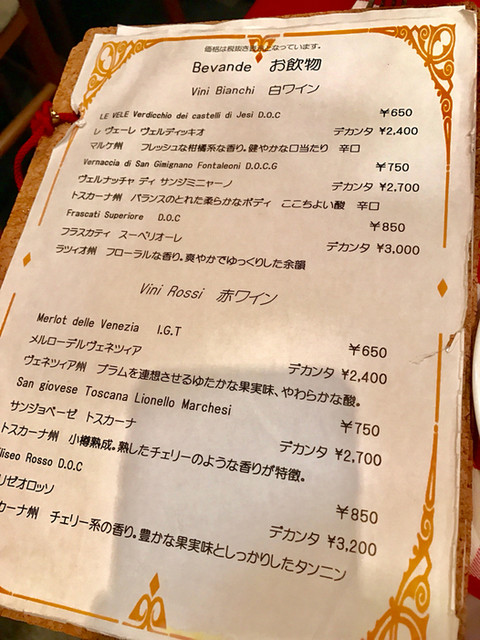 価格は税抜き表示となっています。
Bevande お飲物
Vini Bianchi 白ワイン
LE VELE Verdicchio dei castelli di Jesi D.O.C ¥650
レ ヴェーレ ヴェルディッキオ デカンタ ¥2,400
マルケ州 フレッシュな柑橘系な香り。健やかな口当たり 辛口
Vernaccia di San Gimignano Fontaleoni D.O.C.G ¥750
ヴェルナッチャ ディ サンジミニャーノ デカンタ ¥2,700
トスカーナ州 バランスのとれた柔らかなボディ ここちよい酸 辛口
Frascati Superiore D.O.C ¥850
フラスカティ スーペリオーレ デカンタ ¥3,000
ラツィオ州 フローラルな香り。爽やかでゆっくりした余韻
Vini Rossi 赤ワイン
Merlot delle Venezia I.G.T ¥650
メルローデルヴェネツィア デカンタ ¥2,400
ヴェネツィア州 プラムを連想させるゆたかな果実味、やわらかな酸。
San giovese Toscana Lionello Marchesi ¥750
サンジョベーゼ トスカーナ デカンタ ¥2,700
トスカーナ州 小樽熟成。熟したチェリーのような香りが特徴。
liseo Rosso D.O.C ¥850
リゼオロッソ デカンタ ¥3,200
カーナ州 チェリー系の香り。豊かな果実味としっかりしたタンニン